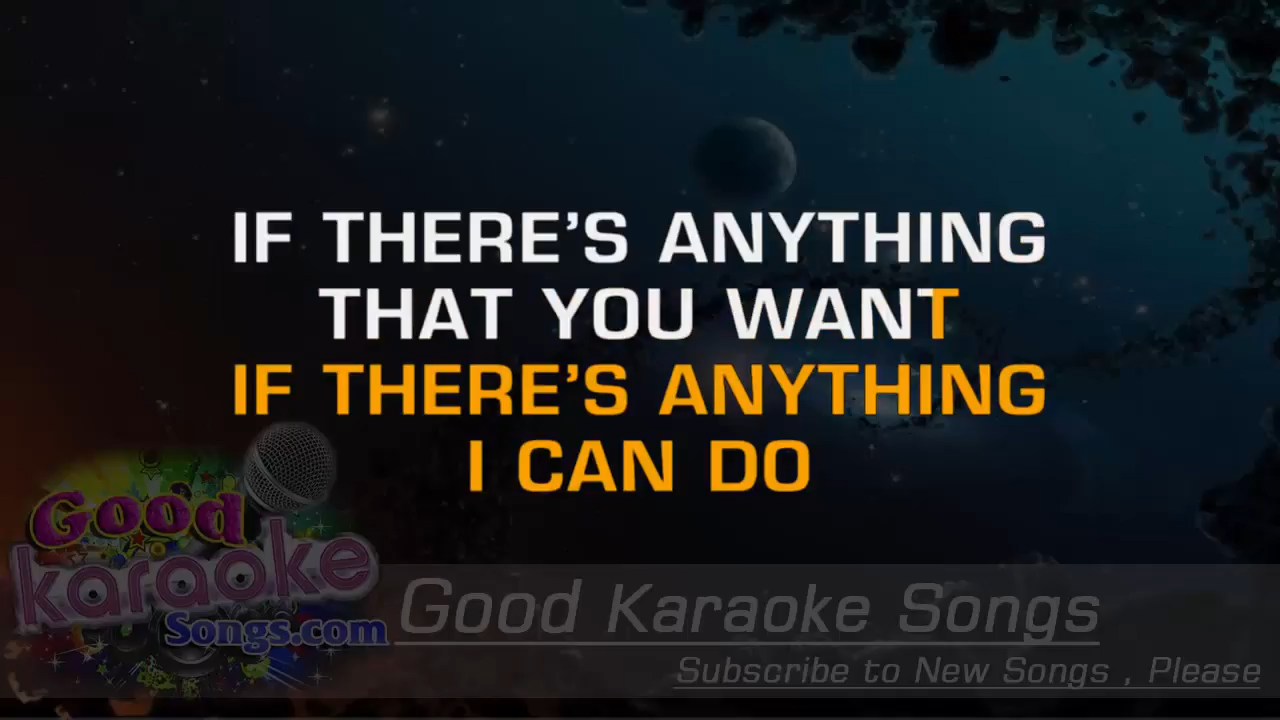 IF THERE’S ANYTHING
THAT YOU WANT
IF THERE’S ANYTHING
I CAN DO
Good
karaoke
Songs.com
Good Karaoke Songs
Subscribe to New Songs , Please